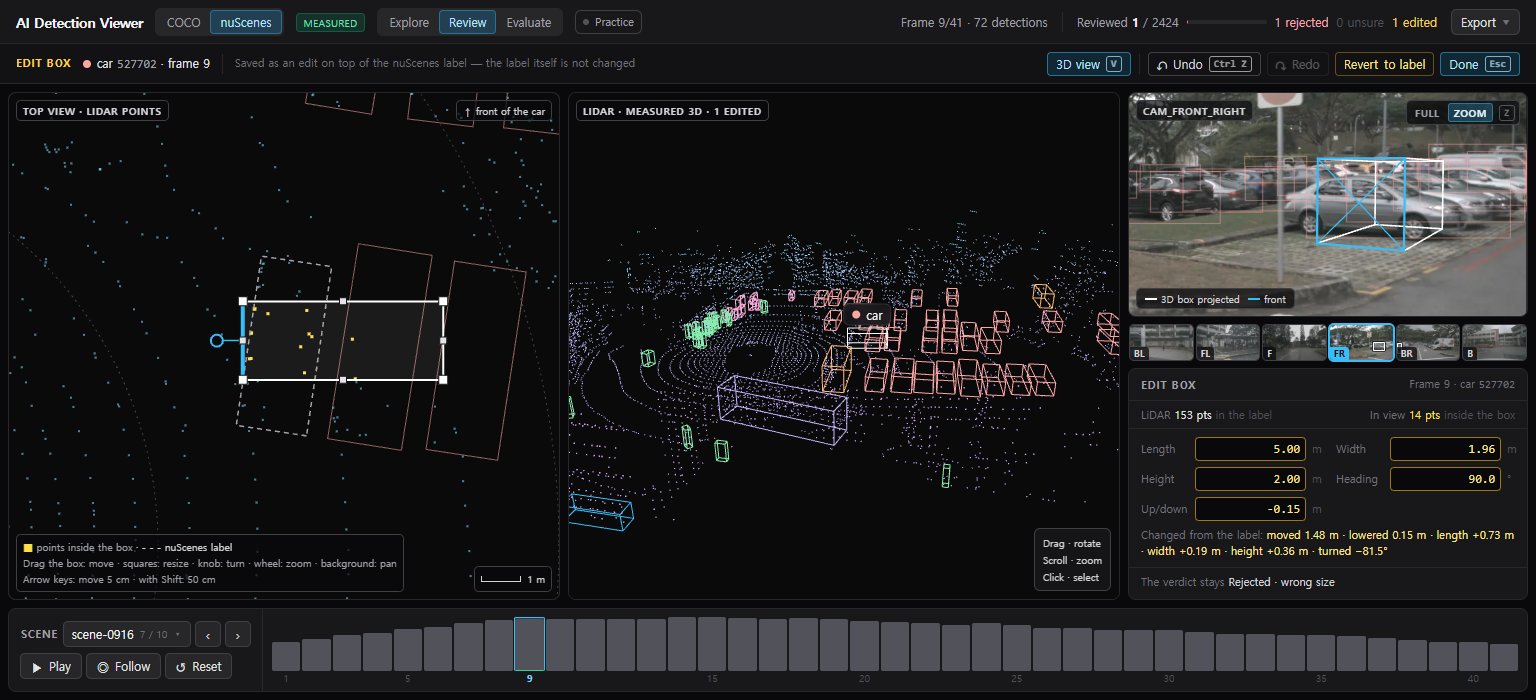 AI Detection Viewer COCO nuScenes MEASURED Explore Review Evaluate Practice Frame 9/41 · 72 detections Reviewed 1 / 2424 1 rejected 0 unsure 1 edited Export
EDIT BOX car 527702 · frame 9 Saved as an edit on top of the nuScenes label — the label itself is not changed 3D view V Undo Ctrl Z Redo Revert to label Done Esc
TOP VIEW · LIDAR POINTS ↑ front of the car
points inside the box · - - - nuScenes label
Drag the box: move · squares: resize · knob: turn · wheel: zoom · background: pan
Arrow keys: move 5 cm · with Shift 50 cm
1 m
LIDAR · MEASURED 3D · 1 EDITED
car
Drag · rotate
Scroll · zoom
Click · select
CAM_FRONT_RIGHT FULL ZOOM Z
3D box projected front
BL FL F FR BR B
EDIT BOX Frame 9 · car 527702
LiDAR 153 pts in the label In view 14 pts inside the box
Length 5.00 m Width 1.96 m
Height 2.00 m Heading 90.0 °
Up/down -0.15 m
Changed from the label: moved 1.48 m · lowered 0.15 m · length +0.73 m
· width +0.19 m · height +0.36 m · turned −81.5°
The verdict stays Rejected · wrong size
SCENE scene-0916 7 / 10 ‹ ›
Play Follow Reset
1 5 9 15 20 25 30 35 40